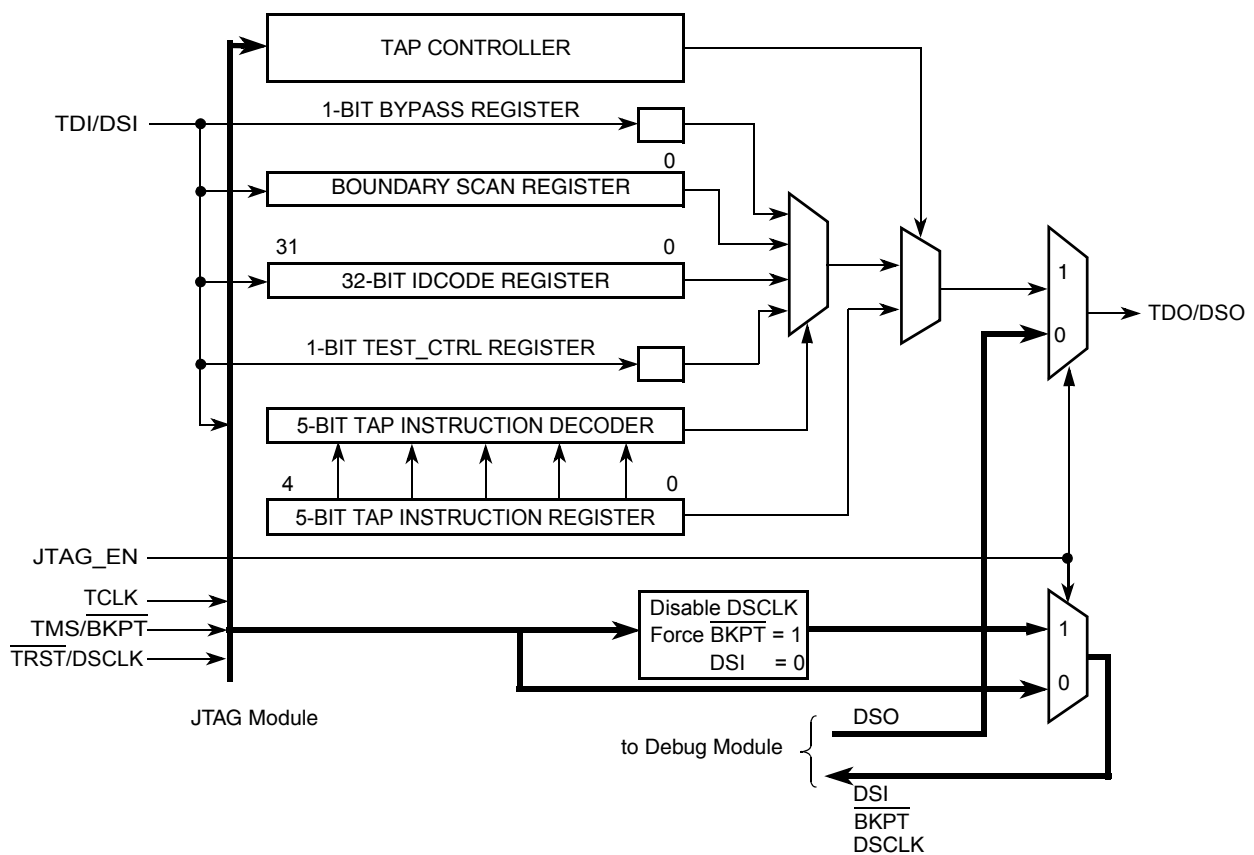 TAP CONTROLLER
TDI/DSI
1-BIT BYPASS REGISTER
0
BOUNDARY SCAN REGISTER
31
0
32-BIT IDCODE REGISTER
1
TDO/DSO
0
1-BIT TEST_CTRL REGISTER
5-BIT TAP INSTRUCTION DECODER
4
0
5-BIT TAP INSTRUCTION REGISTER
JTAG_EN
TCLK
TMS/BKPT
TRST/DSCLK
Disable DSCLK
Force BKPT = 1
DSI = 0
1
0
JTAG Module
DSO
to Debug Module
DSI
BKPT
DSCLK